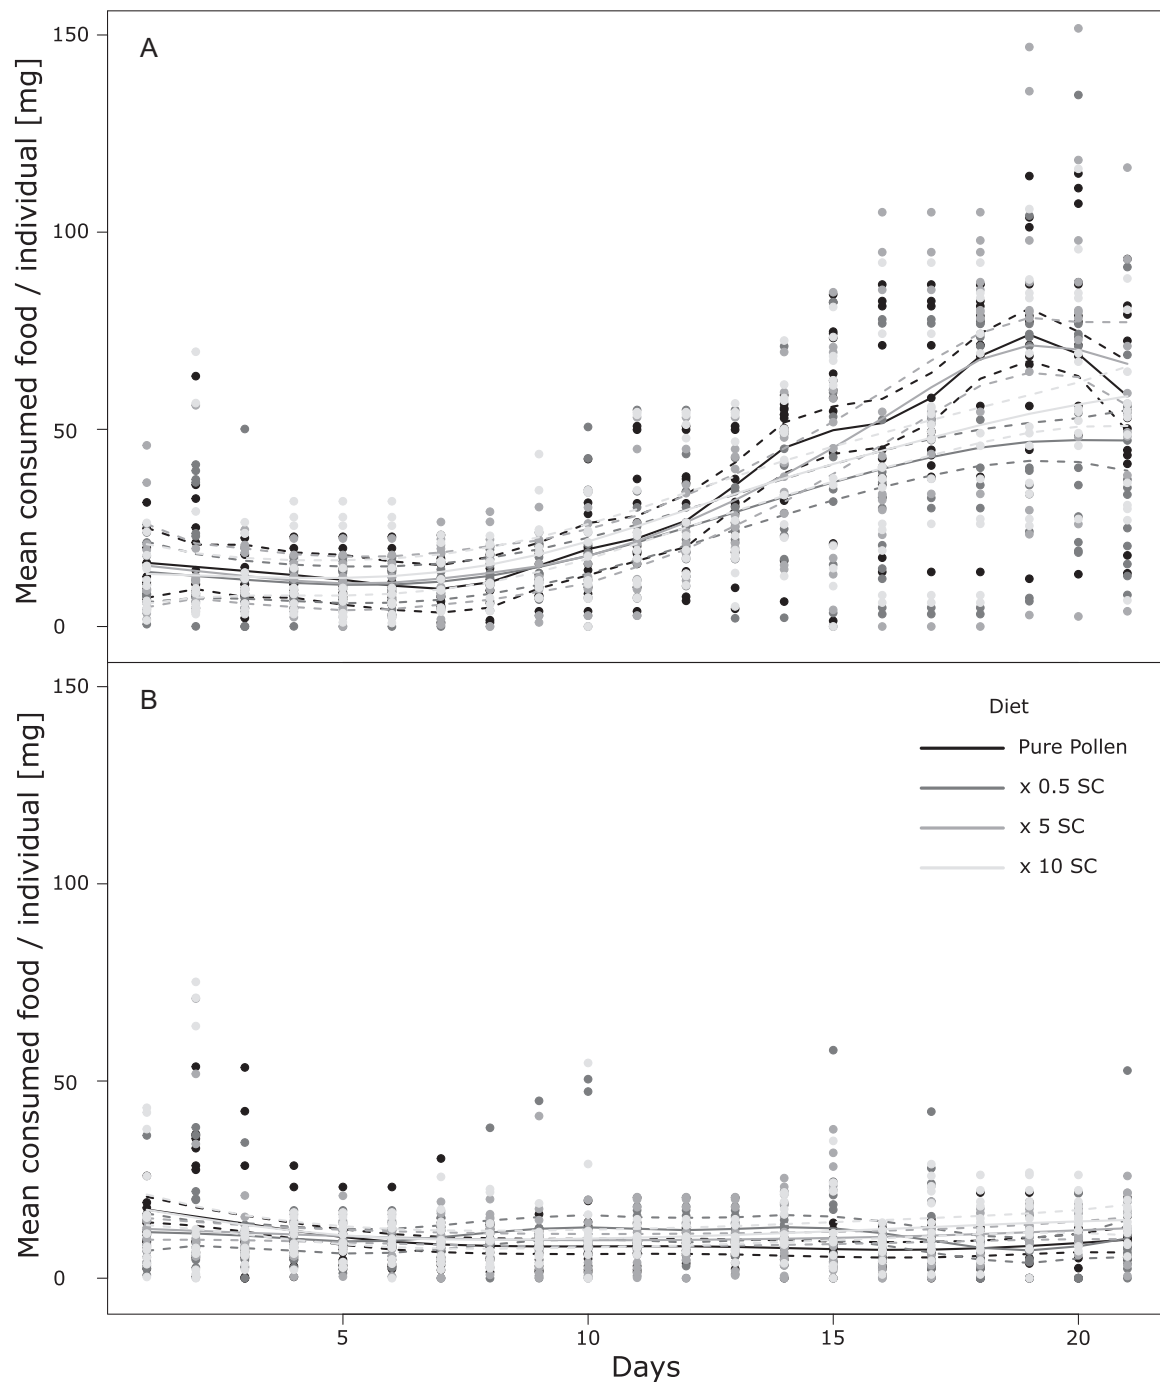 A
Mean consumed food / individual [mg]
150
100
50
0
B
Mean consumed food / individual [mg]
150
100
50
0
Diet
Pure Pollen
x 0.5 SC
x 5 SC
x 10 SC
5
10
15
20
Days